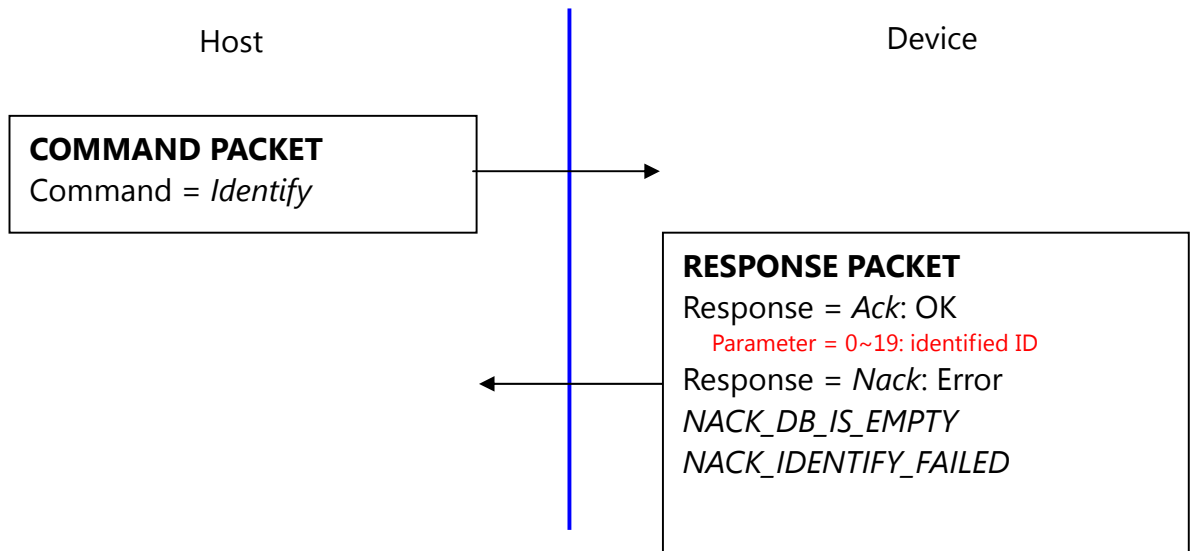 Host
Device
COMMAND PACKET
Command = Identify
RESPONSE PACKET
Response = Ack: OK
Parameter = 0~19: identified ID
Response = Nack: Error
NACK_DB_IS_EMPTY
NACK_IDENTIFY_FAILED